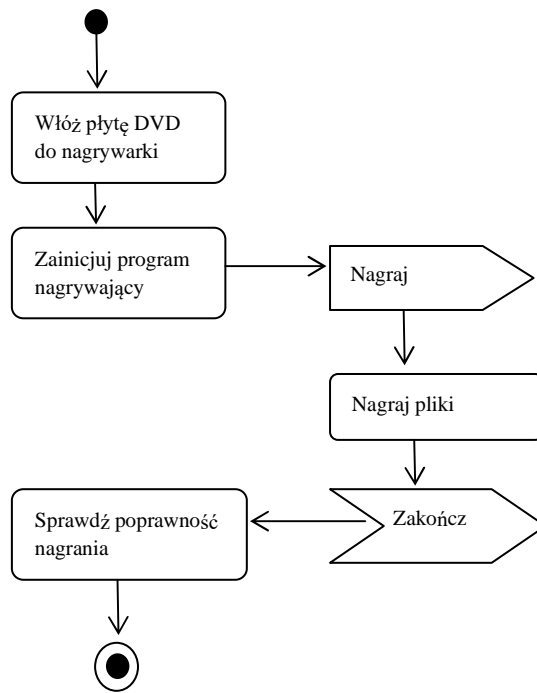 Włóż płytę DVD
do nagrywarki
Zainicjuj program
nagrywający
Nagraj
Nagraj pliki
Zakończ
Sprawdź poprawność
nagrania